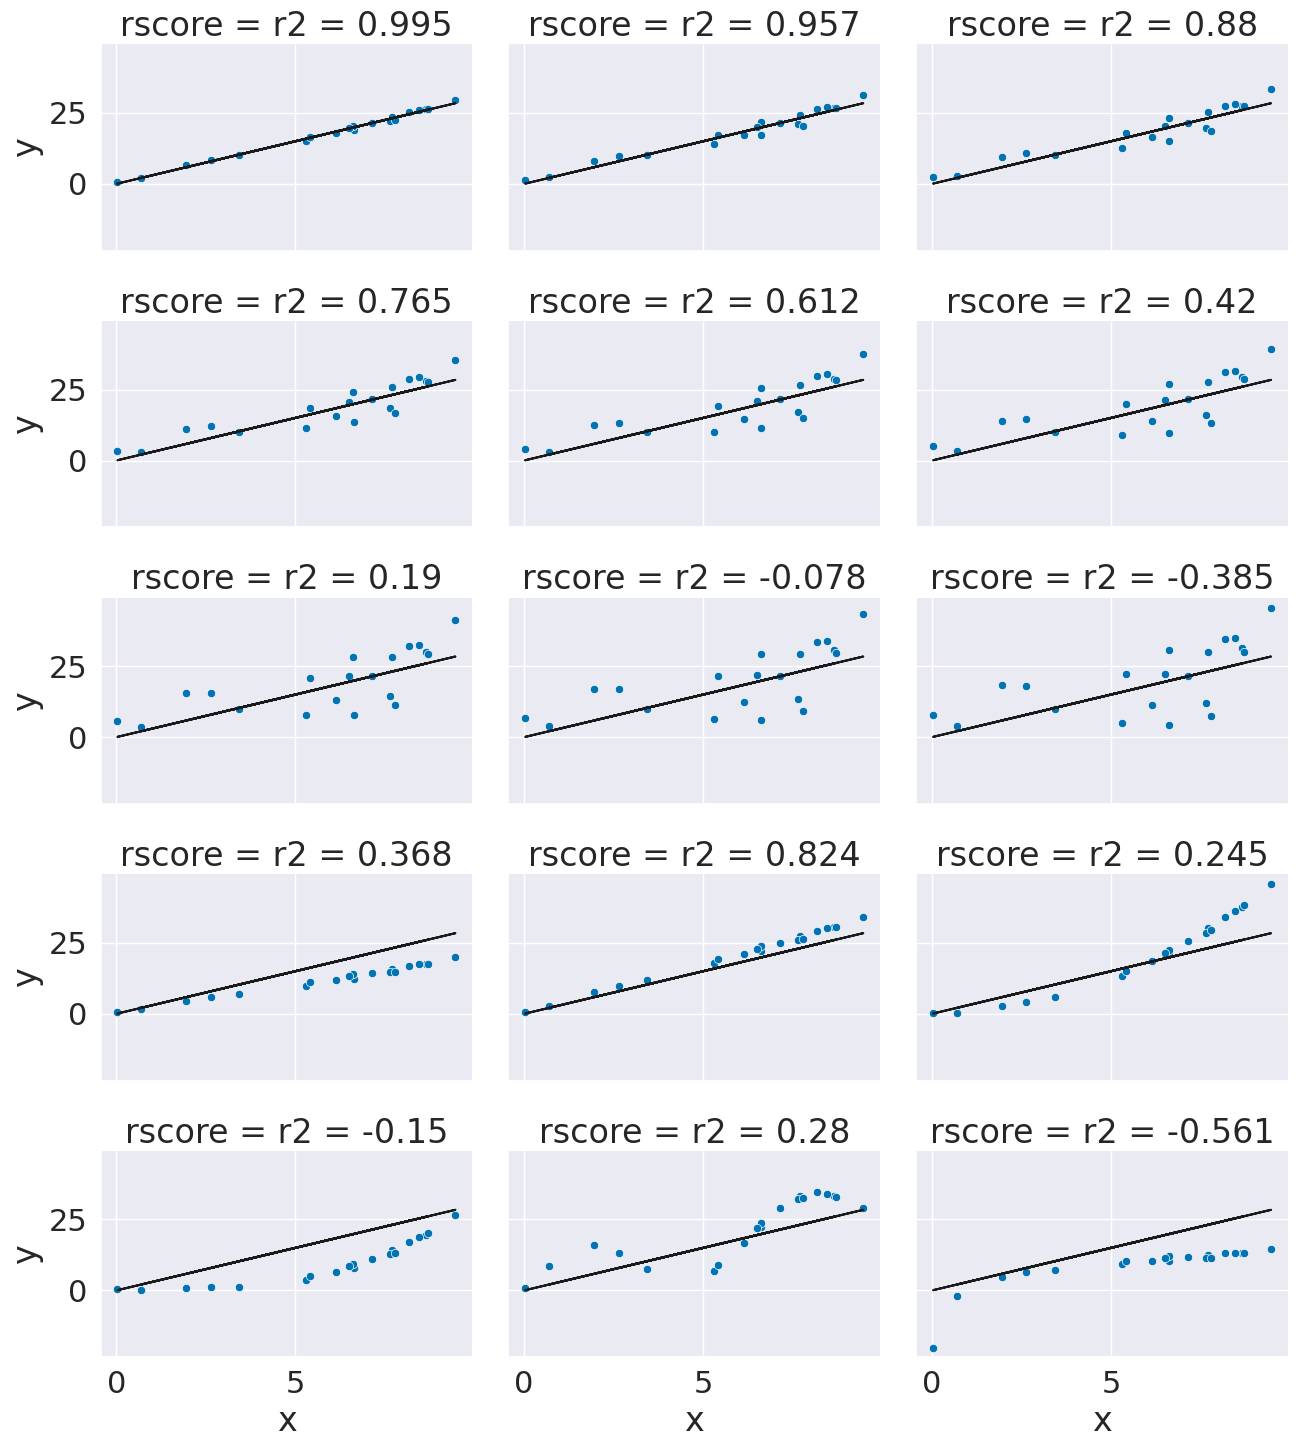 rscore = r2 = 0.995
rscore = r2 = 0.957
rscore = r2 = 0.88
25
0
y
rscore = r2 = 0.765
rscore = r2 = 0.612
rscore = r2 = 0.42
25
0
y
rscore = r2 = 0.19
rscore = r2 = -0.078
rscore = r2 = -0.385
25
0
y
rscore = r2 = 0.368
rscore = r2 = 0.824
rscore = r2 = 0.245
25
0
y
rscore = r2 = -0.15
rscore = r2 = 0.28
rscore = r2 = -0.561
25
0
y
0 5
0 5
0 5
x
x
x